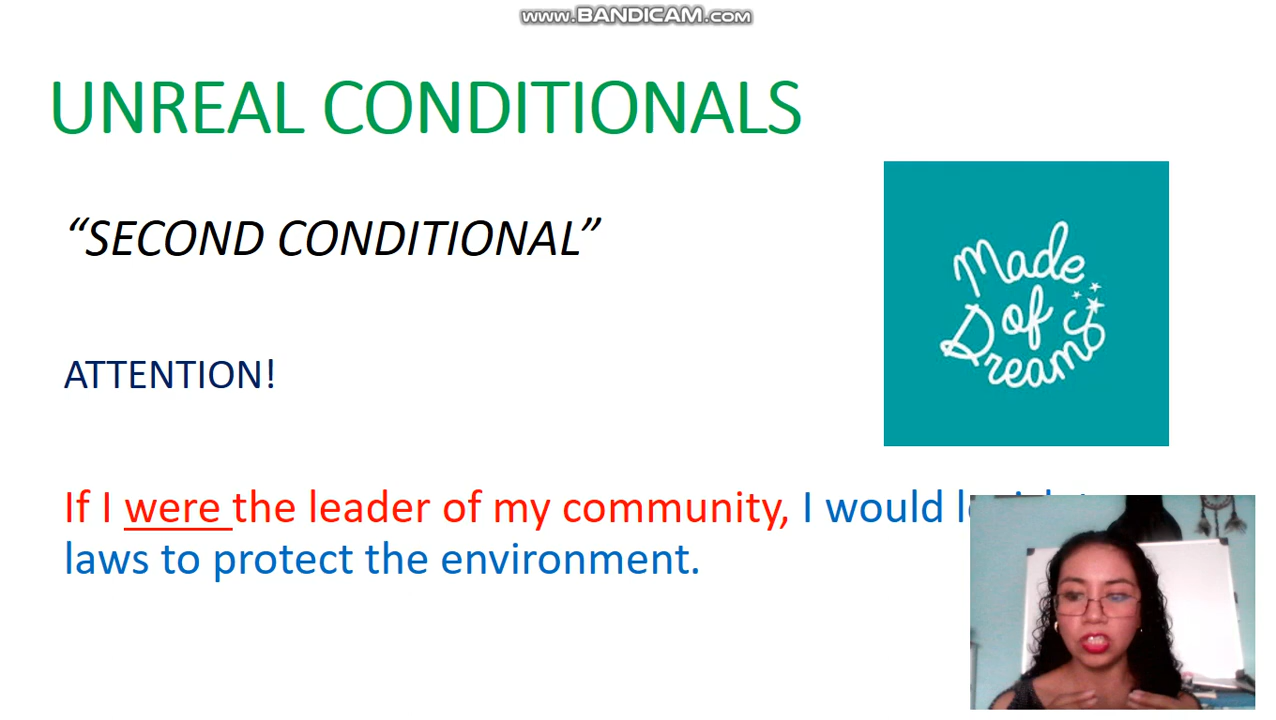 www.BANDICAM.com
UNREAL CONDITIONALS
“SECOND CONDITIONAL”
Made
of
Dreams
ATTENTION!
If I were the leader of my community, I would
laws to protect the environment.